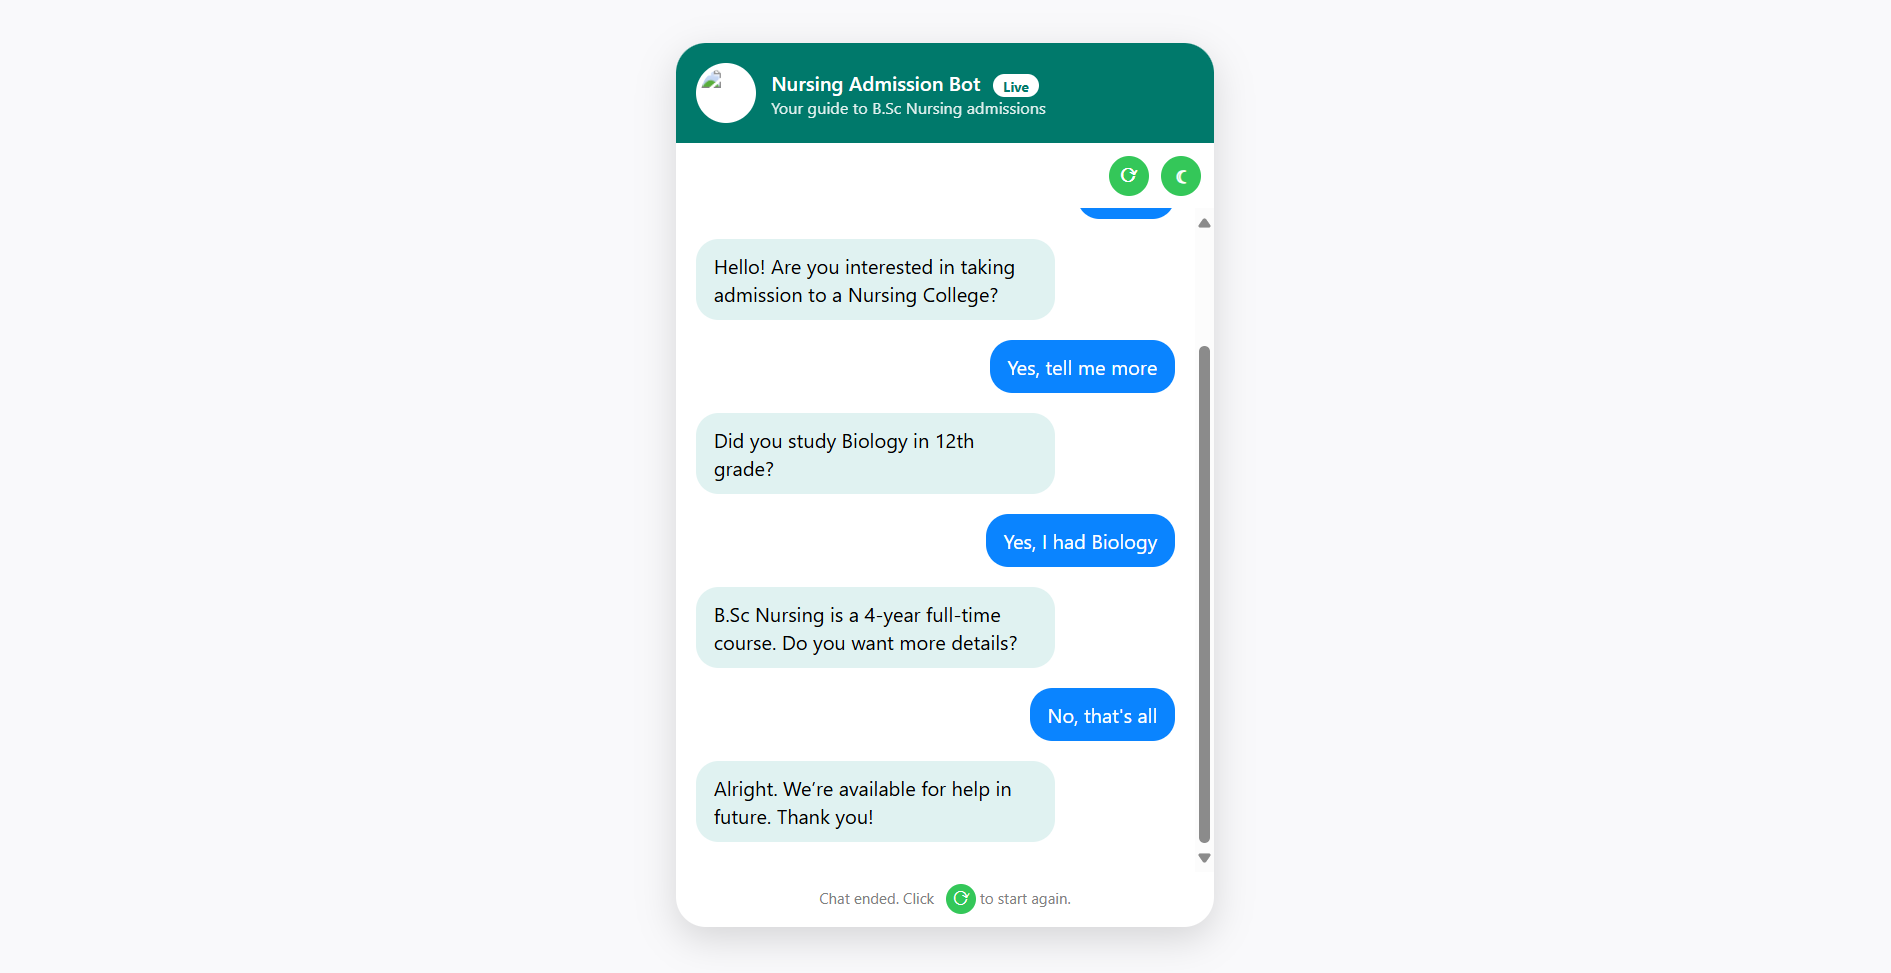 Nursing Admission Bot Live
Your guide to B.Sc Nursing admissions
Hello! Are you interested in taking
admission to a Nursing College?
Yes, tell me more
Did you study Biology in 12th
grade?
Yes, I had Biology
B.Sc Nursing is a 4-year full-time
course. Do you want more details?
No, that's all
Alright. We’re available for help in
future. Thank you!
Chat ended. Click to start again.